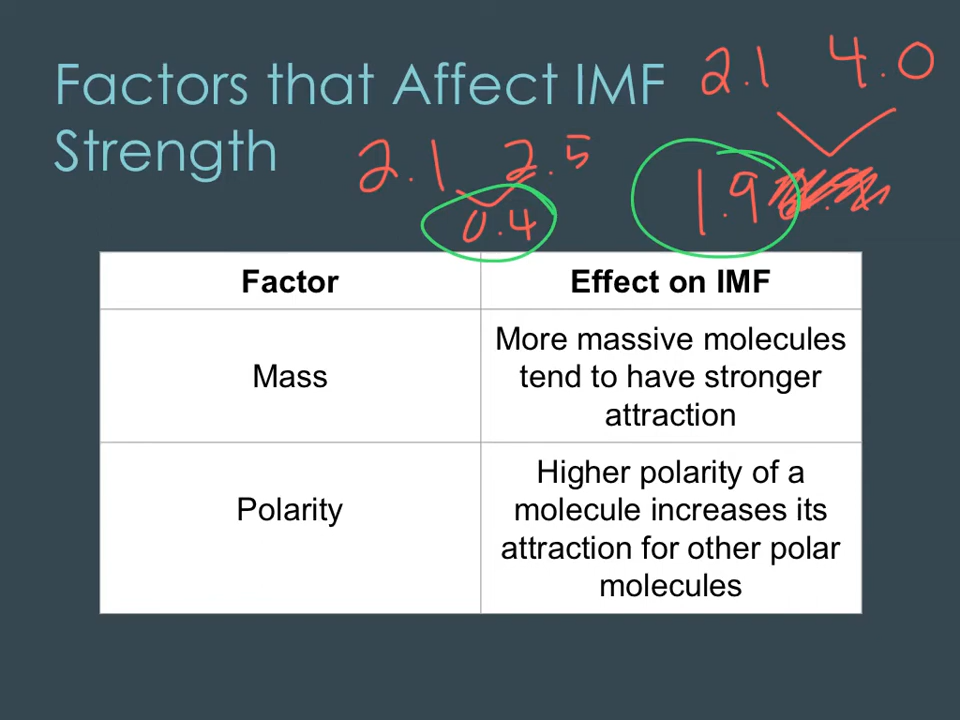 Factors that Affect IMF
Strength
2.1 4.0
1.9
2.1 2.5
0.4
Factor
Effect on IMF
Mass
More massive molecules
tend to have stronger
attraction
Polarity
Higher polarity of a
molecule increases its
attraction for other polar
molecules